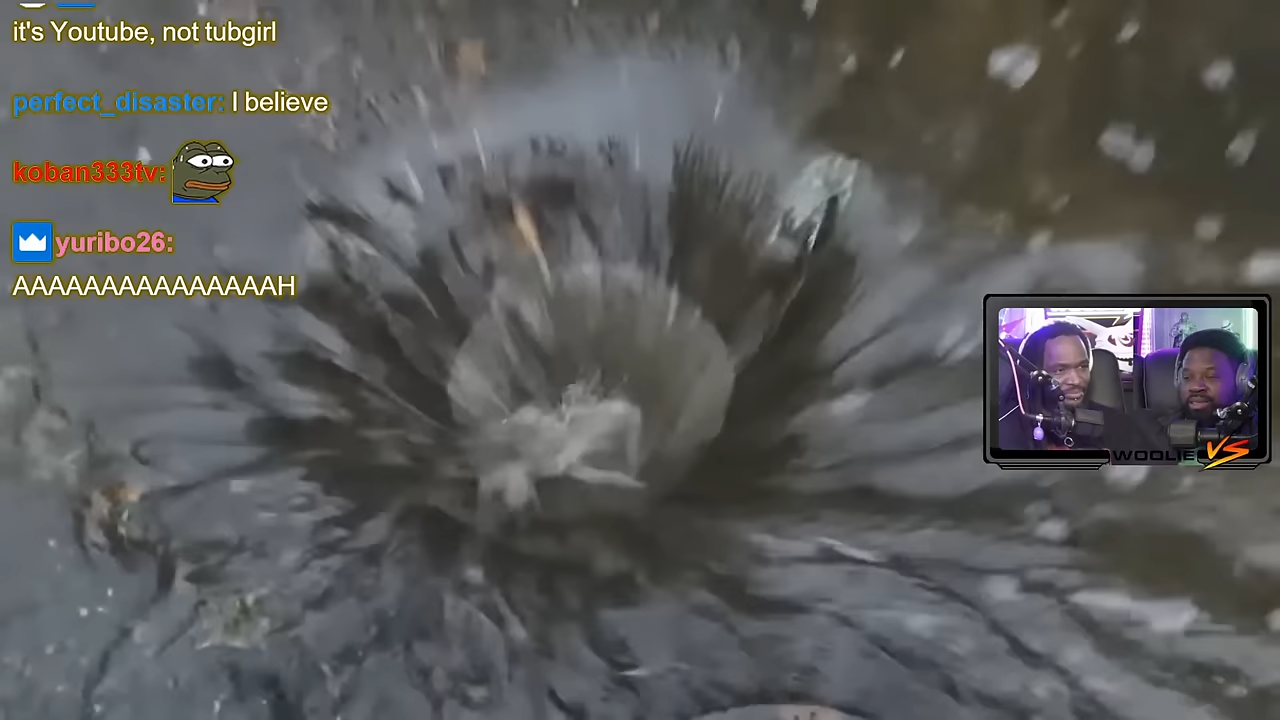 it's Youtube, not tubgirl
perfect_disaster: I believe
koban333tv:
yuribo26:
AAAAAAAAAAAAAAAH
WOOLIE VS